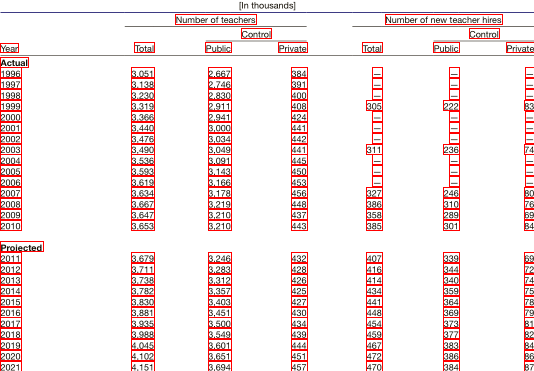 [In thousands]
Number of teachers Number of new teacher hires
Control Control
Year Total Public Private Total Public Private
Actual
1996 3,051 2,667 384 — — —
1997 3,138 2,746 391 — — —
1998 3,230 2,830 400 — — —
1999 3,319 2,911 408 305 222 83
2000 3,366 2,941 424 — — —
2001 3,440 3,000 441 — — —
2002 3,476 3,034 442 — — —
2003 3,490 3,049 441 311 236 74
2004 3,536 3,091 445 — — —
2005 3,593 3,143 450 — — —
2006 3,619 3,166 453 — — —
2007 3,634 3,178 456 327 246 80
2008 3,667 3,219 448 386 310 76
2009 3,647 3,210 437 358 289 69
2010 3,653 3,210 443 385 301 84
Projected
2011 3,679 3,246 432 407 339 69
2012 3,711 3,283 428 416 344 72
2013 3,738 3,312 426 414 340 74
2014 3,782 3,357 425 434 359 75
2015 3,830 3,403 427 441 364 78
2016 3,881 3,451 430 448 369 79
2017 3,935 3,500 434 454 373 81
2018 3,988 3,549 439 459 377 82
2019 4,045 3,601 444 467 383 84
2020 4,102 3,651 451 472 386 86
2021 4,151 3,694 457 470 384 87